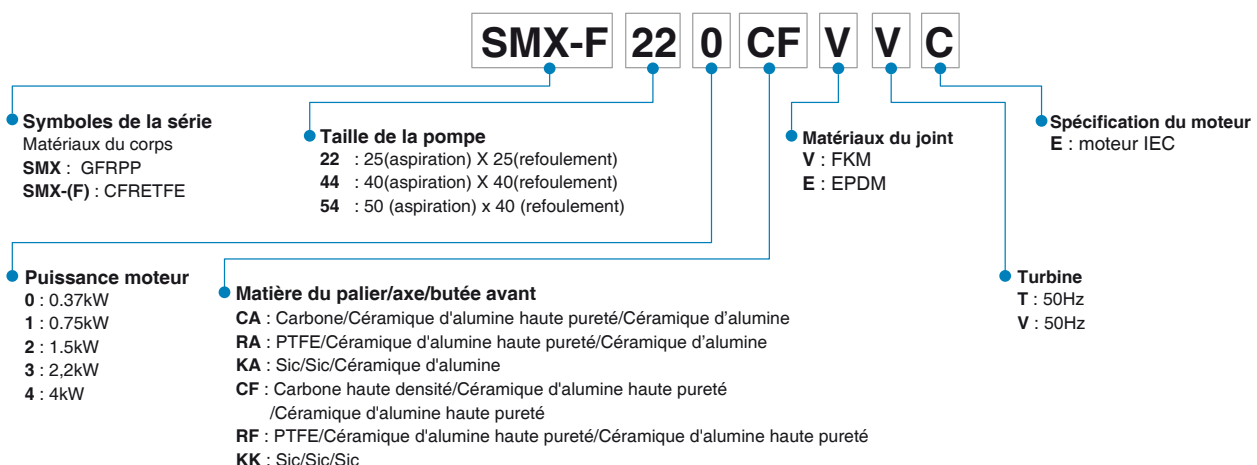 SMX-F 22 0 CF V V C
Symboles de la série
Matériaux du corps
SMX : GFRPP
SMX-(F) : CFRETFE
Taille de la pompe
22 : 25(aspiration) X 25(refoulement)
44 : 40(aspiration) X 40(refoulement)
54 : 50 (aspiration) x 40 (refoulement)
Matériaux du joint
V : FKM
E : EPDM
Spécification du moteur
E : moteur IEC
Puissance moteur
0 : 0.37kW
1 : 0.75kW
2 : 1.5kW
3 : 2,2kW
4 : 4kW
Matière du palier/axe/butée avant
CA : Carbone/Céramique d'alumine haute pureté/Céramique d’alumine
RA : PTFE/Céramique d'alumine haute pureté/Céramique d’alumine
KA : Sic/Sic/Céramique d'alumine
CF : Carbone haute densité/Céramique d'alumine haute pureté
/Céramique d'alumine haute pureté
RF : PTFE/Céramique d'alumine haute pureté/Céramique d'alumine haute pureté
KK : Sic/Sic/Sic
Turbine
T : 50Hz
V : 50Hz